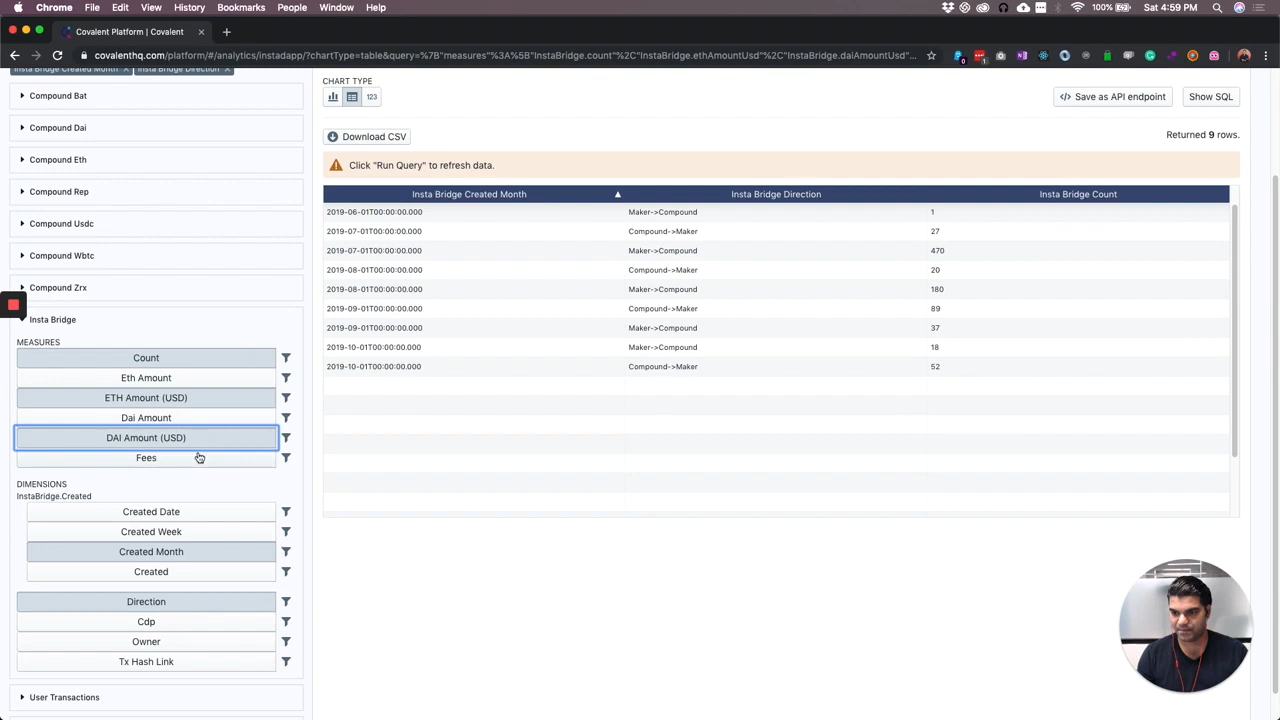 Chrome File Edit View History Bookmarks People Window Help 100% Sat 4:59 PM
Covalent Platform | Covalent
covalenthq.com/platform/#/analytics/instadapp/?chartType=table&query=%7B"measures"%3A%5B"InstaBridge.count"%2C"InstaBridge.ethAmountUsd"%2C"InstaBridge.daiAmountUsd"...
Insta Bridge Created Month Insta Bridge Direction
Compound Bat
Compound Dai
Compound Eth
Compound Rep
Compound Usdc
Compound Wbtc
Compound Zrx
Insta Bridge
MEASURES
Count
Eth Amount
ETH Amount (USD)
Dai Amount
DAI Amount (USD)
Fees
DIMENSIONS
InstaBridge.Created
Created Date
Created Week
Created Month
Created
Direction
Cdp
Owner
Tx Hash Link
User Transactions
CHART TYPE
123
</> Save as API endpoint Show SQL
Download CSV Returned 9 rows.
Click "Run Query" to refresh data.
Insta Bridge Created Month Insta Bridge Direction Insta Bridge Count
2019-06-01T00:00:00.000 Maker->Compound 1
2019-07-01T00:00:00.000 Compound->Maker 27
2019-07-01T00:00:00.000 Maker->Compound 470
2019-08-01T00:00:00.000 Compound->Maker 20
2019-08-01T00:00:00.000 Maker->Compound 180
2019-09-01T00:00:00.000 Compound->Maker 89
2019-09-01T00:00:00.000 Maker->Compound 37
2019-10-01T00:00:00.000 Maker->Compound 18
2019-10-01T00:00:00.000 Compound->Maker 52